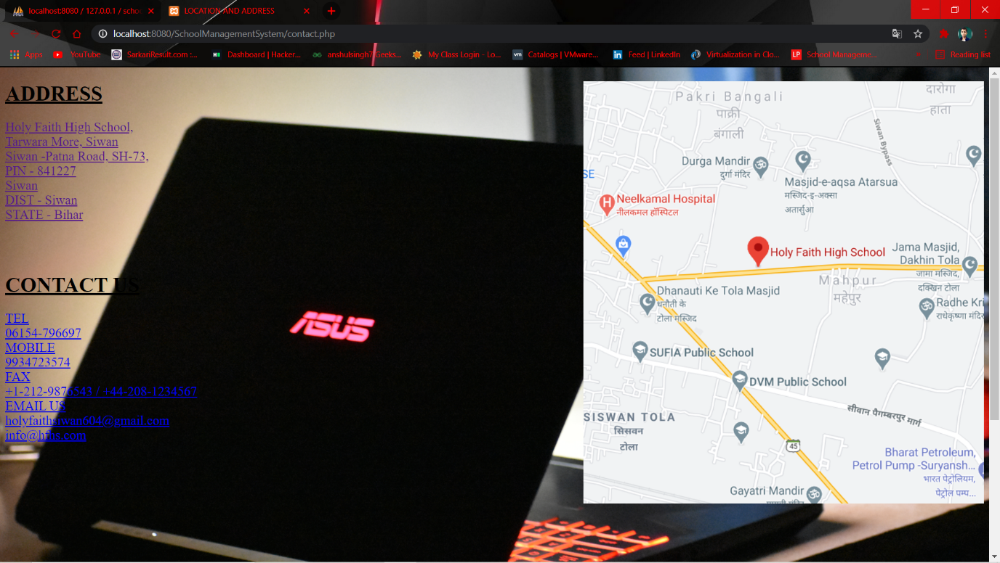 localhost:8080 / 127.0.0.1 / scho
LOCATION AND ADDRESS
localhost:8080/SchoolManagementSystem/contact.php
Apps
YouTube
SarkariResult.com :...
Dashboard | Hacker...
anshulsingh7 Geeks...
My Class Login - Lo...
Catalogs | VMware...
Feed | LinkedIn
Virtualization in Clo...
School Manageme...
Reading list
ADDRESS
Holy Faith High School,
Tarwara More, Siwan
Siwan -Patna Road, SH-73,
PIN - 841227
Siwan
DIST - Siwan
STATE - Bihar
CONTACT US
TEL
06154-796697
MOBILE
9934723574
FAX
+1-212-9876543 / +44-208-1234567
EMAIL US
holyfaithsiwan604@gmail.com
info@hfhs.com
ASUS
Pakri Bangali
पाक्री
बंगाली
दारोगा
हाता
Siwan Bypass
Durga Mandir
दुर्गा मंदिर
Masjid-e-aqsa Atarsua
मस्जिद-इ-अक्सा
अतार्सुआ
SE
Neelkamal Hospital
नीलकमल हॉस्पिटल
Holy Faith High School
Jama Masjid,
Dakhin Tola
जामा मस्जिद,
दक्खिन टोला
Mahpur
महेपुर
Dhanauti Ke Tola Masjid
धनौती के
टोला मस्जिद
Radhe Kri
राधेकृष्णा मंदिर
SUFIA Public School
DVM Public School
SISWAN TOLA
सिसवन
टोला
सीवान पैगम्बरपुर मार्ग
45
Bharat Petroleum,
Petrol Pump -Suryansh...
भारत पेट्रोलियम,
पेट्रोल पम्प...
Gayatri Mandir